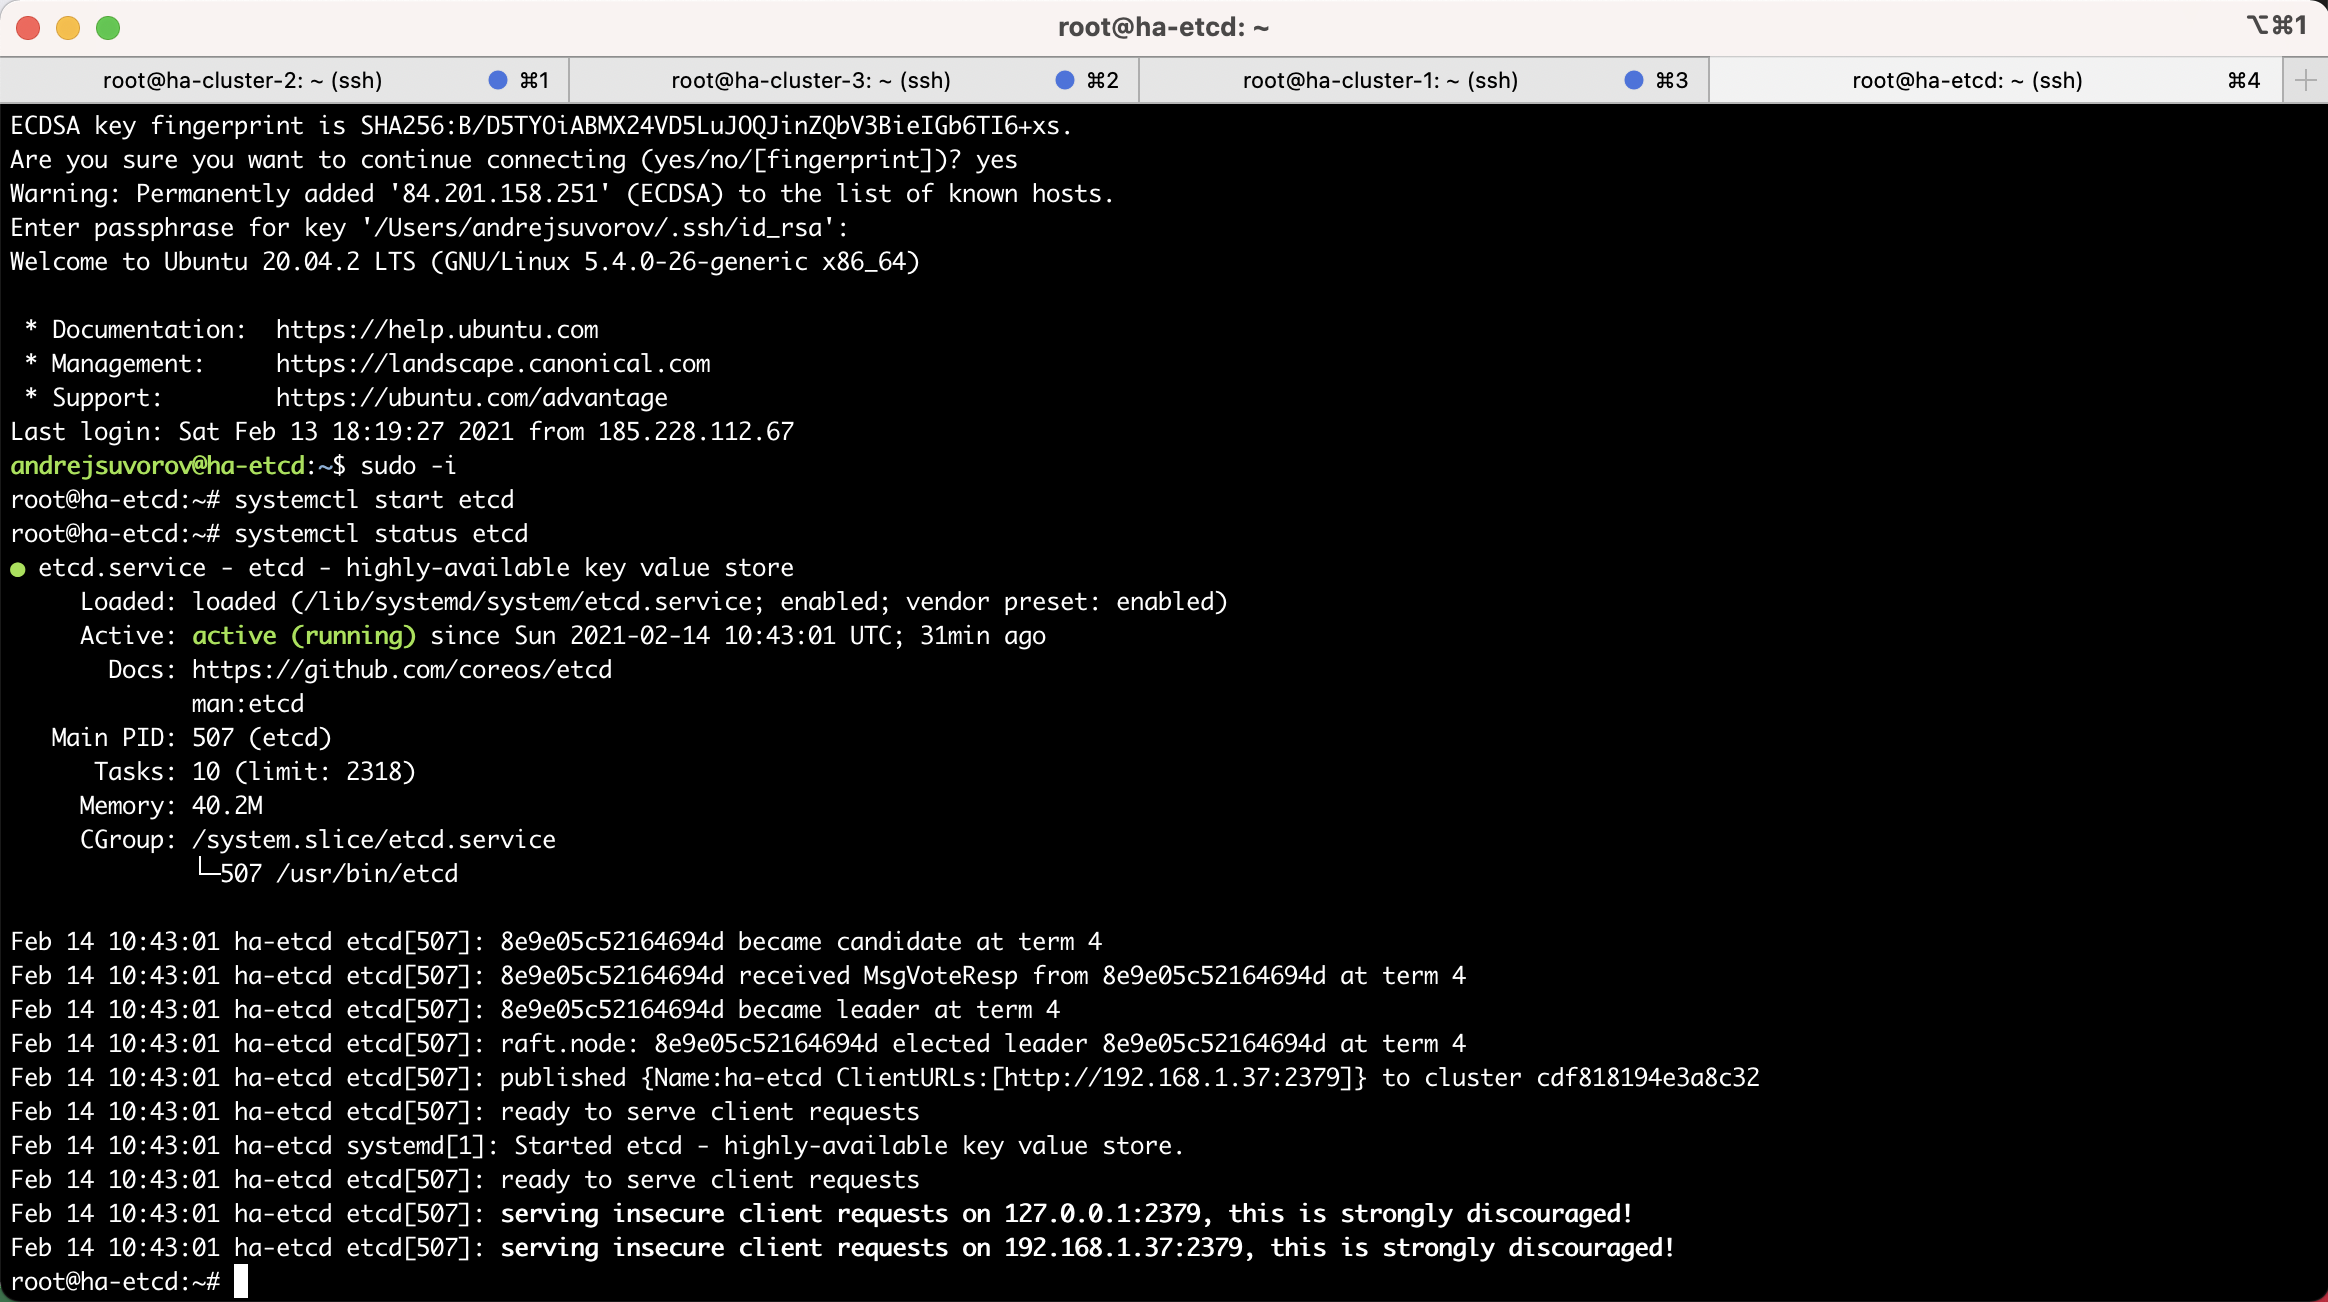 root@ha-etcd: ~
⌥⌘1
root@ha-cluster-2: ~ (ssh) ⌘1
root@ha-cluster-3: ~ (ssh) ⌘2
root@ha-cluster-1: ~ (ssh) ⌘3
root@ha-etcd: ~ (ssh) ⌘4
ECDSA key fingerprint is SHA256:B/D5TYOiABMX24VD5LuJOQJinZQbV3BieIGb6TI6+xs.
Are you sure you want to continue connecting (yes/no/[fingerprint])? yes
Warning: Permanently added '84.201.158.251' (ECDSA) to the list of known hosts.
Enter passphrase for key '/Users/andrejsuvorov/.ssh/id_rsa':
Welcome to Ubuntu 20.04.2 LTS (GNU/Linux 5.4.0-26-generic x86_64)
* Documentation:  https://help.ubuntu.com
* Management:     https://landscape.canonical.com
* Support:        https://ubuntu.com/advantage
Last login: Sat Feb 13 18:19:27 2021 from 185.228.112.67
andrejsuvorov@ha-etcd:~$ sudo -i
root@ha-etcd:~# systemctl start etcd
root@ha-etcd:~# systemctl status etcd
● etcd.service - etcd - highly-available key value store
Loaded: loaded (/lib/systemd/system/etcd.service; enabled; vendor preset: enabled)
Active: active (running) since Sun 2021-02-14 10:43:01 UTC; 31min ago
Docs: https://github.com/coreos/etcd
man:etcd
Main PID: 507 (etcd)
Tasks: 10 (limit: 2318)
Memory: 40.2M
CGroup: /system.slice/etcd.service
└─507 /usr/bin/etcd
Feb 14 10:43:01 ha-etcd etcd[507]: 8e9e05c52164694d became candidate at term 4
Feb 14 10:43:01 ha-etcd etcd[507]: 8e9e05c52164694d received MsgVoteResp from 8e9e05c52164694d at term 4
Feb 14 10:43:01 ha-etcd etcd[507]: 8e9e05c52164694d became leader at term 4
Feb 14 10:43:01 ha-etcd etcd[507]: raft.node: 8e9e05c52164694d elected leader 8e9e05c52164694d at term 4
Feb 14 10:43:01 ha-etcd etcd[507]: published {Name:ha-etcd ClientURLs:[http://192.168.1.37:2379]} to cluster cdf818194e3a8c32
Feb 14 10:43:01 ha-etcd etcd[507]: ready to serve client requests
Feb 14 10:43:01 ha-etcd systemd[1]: Started etcd - highly-available key value store.
Feb 14 10:43:01 ha-etcd etcd[507]: ready to serve client requests
Feb 14 10:43:01 ha-etcd etcd[507]: serving insecure client requests on 127.0.0.1:2379, this is strongly discouraged!
Feb 14 10:43:01 ha-etcd etcd[507]: serving insecure client requests on 192.168.1.37:2379, this is strongly discouraged!
root@ha-etcd:~#